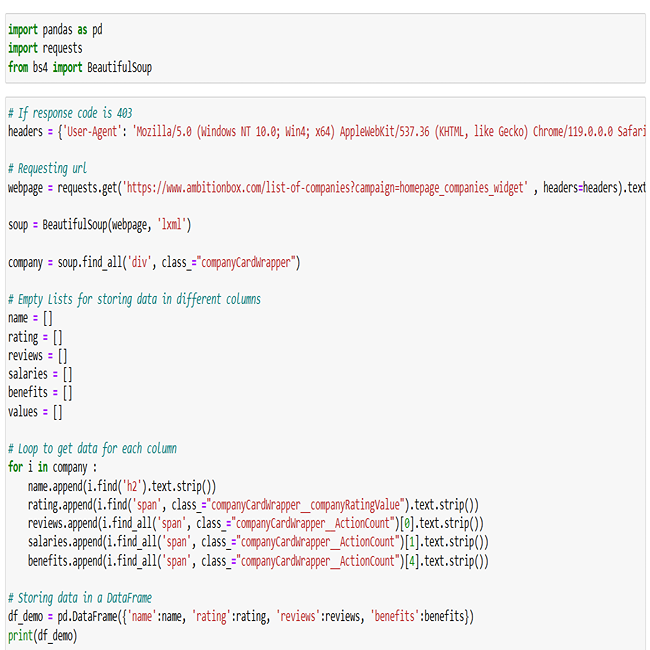 import pandas as pd
import requests
from bs4 import BeautifulSoup
# If response code is 403
headers = {'User-Agent': 'Mozilla/5.0 (Windows NT 10.0; Win4; x64) AppleWebKit/537.36 (KHTML, like Gecko) Chrome/119.0.0.0 Safari
# Requesting url
webpage = requests.get('https://www.ambitionbox.com/list-of-companies?campaign=homepage_companies_widget' , headers=headers).text
soup = BeautifulSoup(webpage, 'lxml')
company = soup.find_all('div', class_="companyCardWrapper")
# Empty Lists for storing data in different columns
name = []
rating = []
reviews = []
salaries = []
benefits = []
values = []
# Loop to get data for each column
for i in company :
    name.append(i.find('h2').text.strip())
    rating.append(i.find('span', class_="companyCardWrapper__companyRatingValue").text.strip())
    reviews.append(i.find_all('span', class_="companyCardWrapper__ActionCount")[0].text.strip())
    salaries.append(i.find_all('span', class_="companyCardWrapper__ActionCount")[1].text.strip())
    benefits.append(i.find_all('span', class_="companyCardWrapper__ActionCount")[4].text.strip())
# Storing data in a DataFrame
df_demo = pd.DataFrame({'name':name, 'rating':rating, 'reviews':reviews, 'benefits':benefits})
print(df_demo)